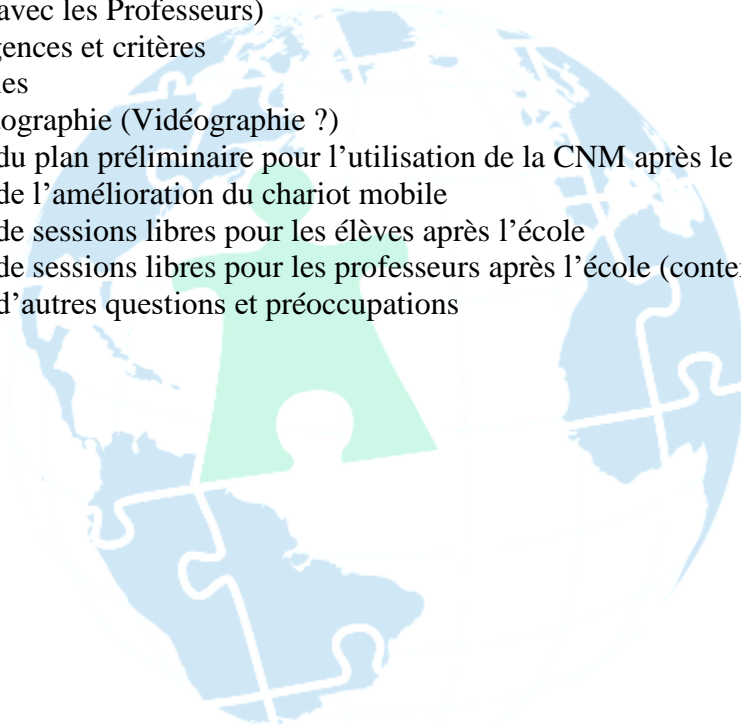 avec les Professeurs)
gences et critères
es
ographie (Vidéographie ?)
du plan préliminaire pour l’utilisation de la CNM après le
de l’amélioration du chariot mobile
de sessions libres pour les élèves après l’école
de sessions libres pour les professeurs après l’école (conte
d’autres questions et préoccupations